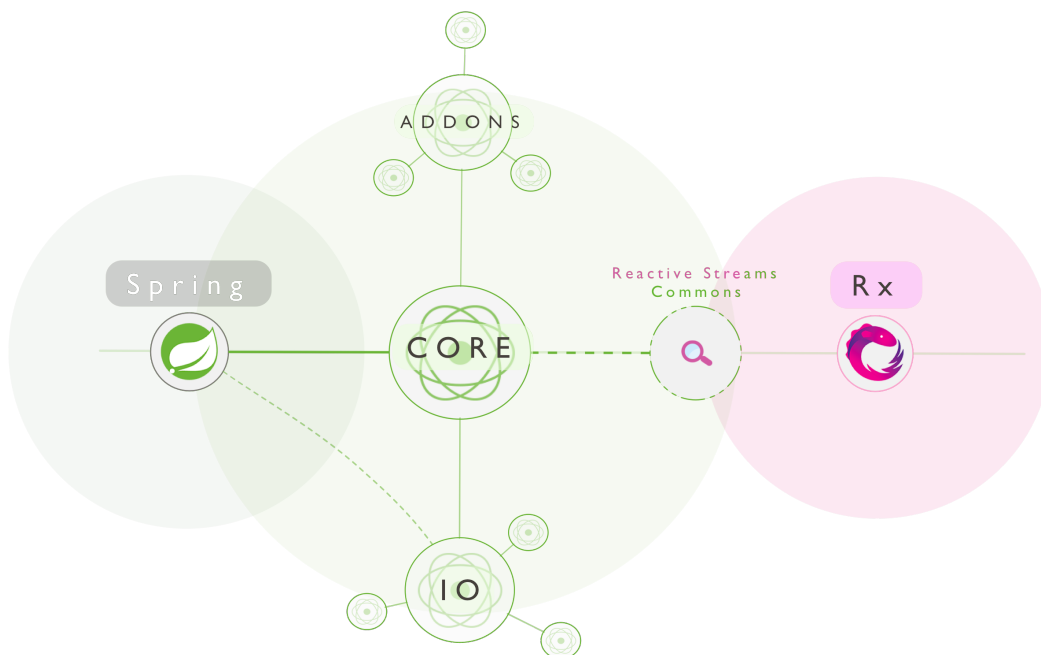 ADDONS
Reactive Streams
Commons
Spring
Rx
CORE
IO